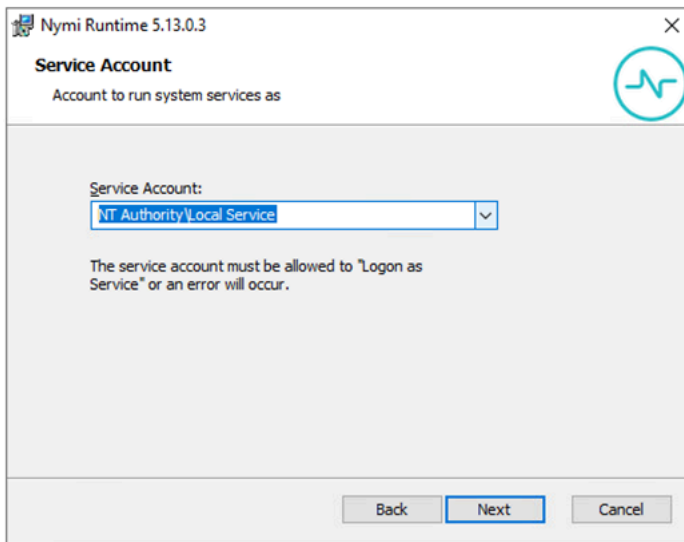 Nymi Runtime 5.13.0.3
Service Account
Account to run system services as
Service Account:
NT Authority\Local Service
The service account must be allowed to "Logon as
Service" or an error will occur.
Back
Next
Cancel